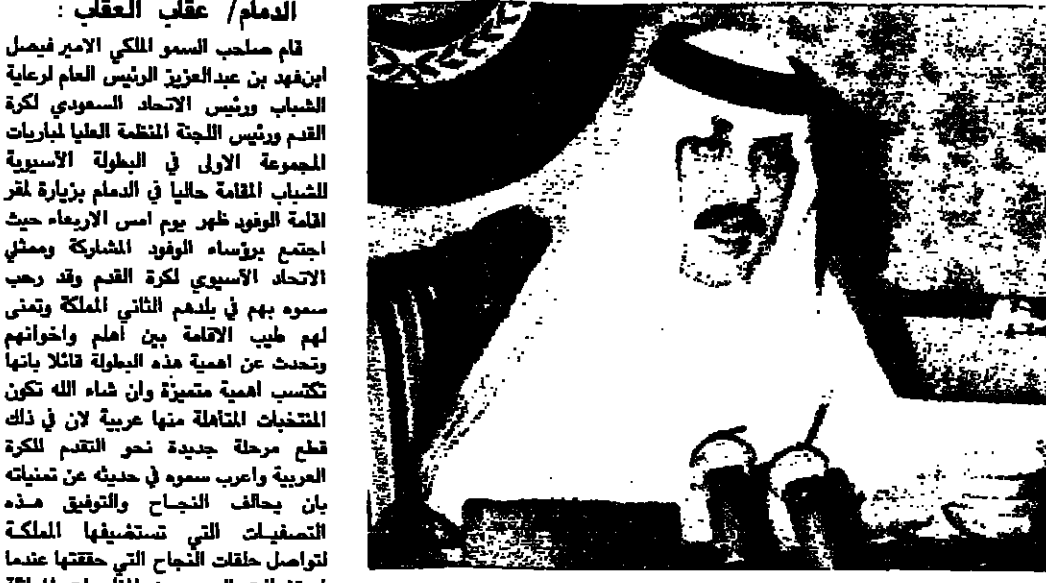 الدمام/ عقاب العقاب :
قام صاحب السمو الملكي الامير فيصل
ابن فهد بن عبدالعزيز الرئيس العام لرعاية
الشباب ورئيس الاتحاد السعودي لكرة
القدم ورئيس اللجنة المنظمة العليا لمباريات
المجموعة الاولى في البطولة الآسيوية
للشباب المقامة حاليا في الدمام بزيارة لمقر
اقامة الوفود ظهر يوم امس الاربعاء حيث
اجتمع برؤساء الوفود المشاركة وممثلي
الاتحاد الآسيوي لكرة القدم وقد رحب
سموه بهم في بلدهم الثاني المملكة وتمنى
لهم طيب الاقامة بين اهلم واخوانهم
وتحدث عن اهمية هذه البطولة قائلا بانها
تكتسب اهمية متميزة وان شاء الله تكون
المنتخبات المتاهلة منها عربية لان في ذلك
قطع مرحلة جديدة نحو التقدم للكرة
العربية واعرب سموه في حديثه عن تمنياته
بان يحالف النجاح والتوفيق هذه
التصفيات التي تستضيفها المملكة
لتواصل حلقات النجاح التي حققتها عندما